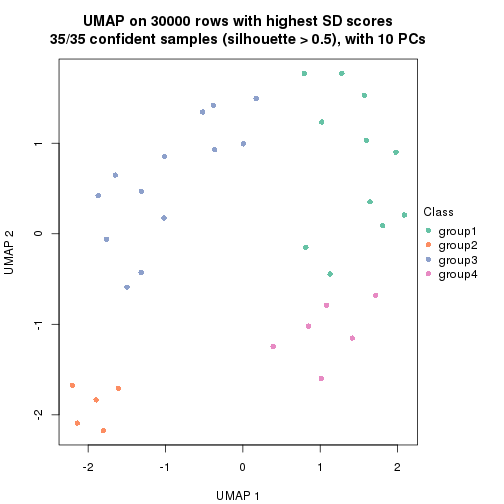 UMAP on 30000 rows with highest SD scores
35/35 confident samples (silhouette > 0.5), with 10 PCs
UMAP 2
1
0
-1
-2
-2
-1
0
1
2
UMAP 1
Class
group1
group2
group3
group4